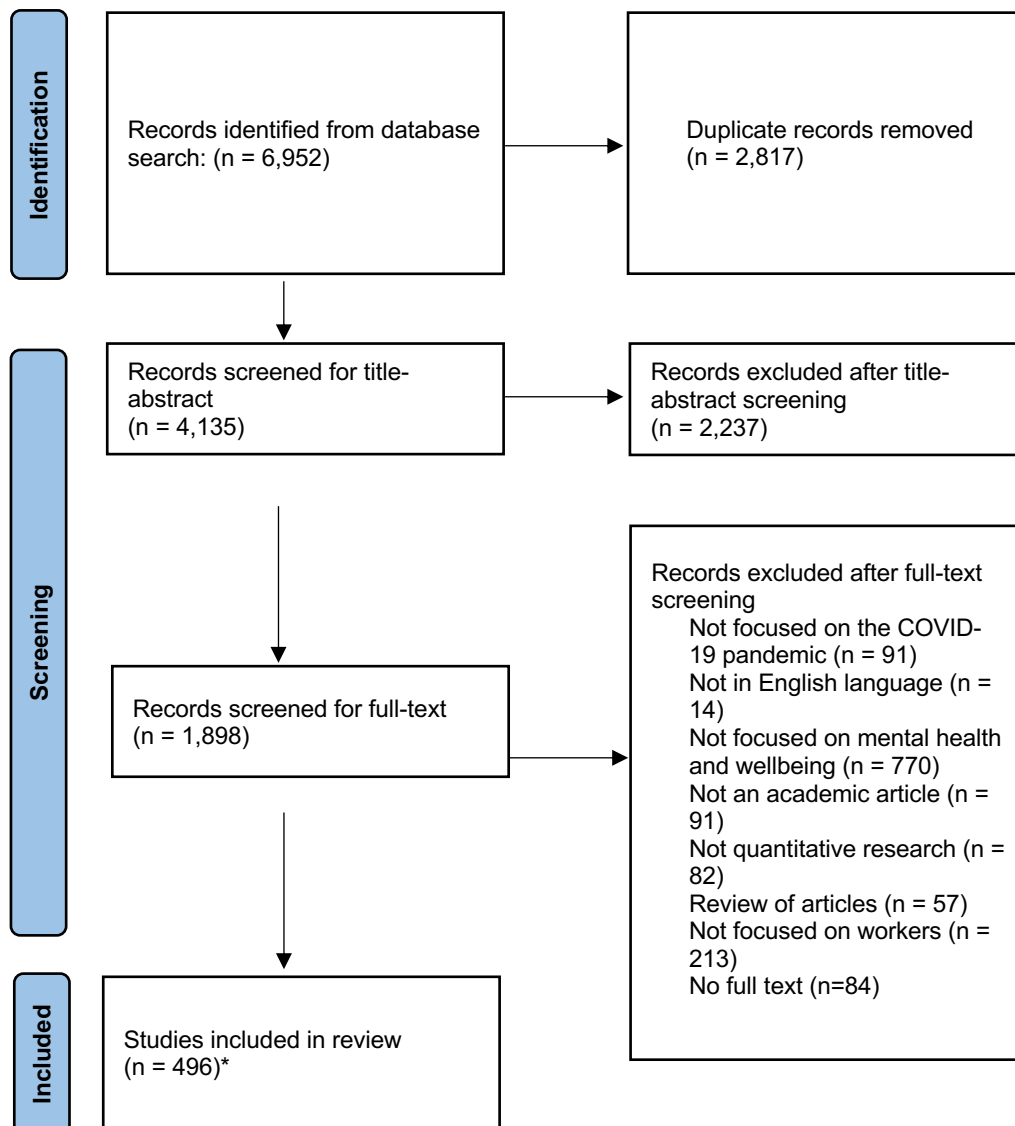 Identification
Records identified from database
search: (n = 6,952)
Duplicate records removed
(n = 2,817)
Screening
Records screened for title-
abstract
(n = 4,135)
Records excluded after title-
abstract screening
(n = 2,237)
Records screened for full-text
(n = 1,898)
Records excluded after full-text
screening
Not focused on the COVID-
19 pandemic (n = 91)
Not in English language (n =
14)
Not focused on mental health
and wellbeing (n = 770)
Not an academic article (n =
91)
Not quantitative research (n =
82)
Review of articles (n = 57)
Not focused on workers (n =
213)
No full text (n=84)
Included
Studies included in review
(n = 496)*